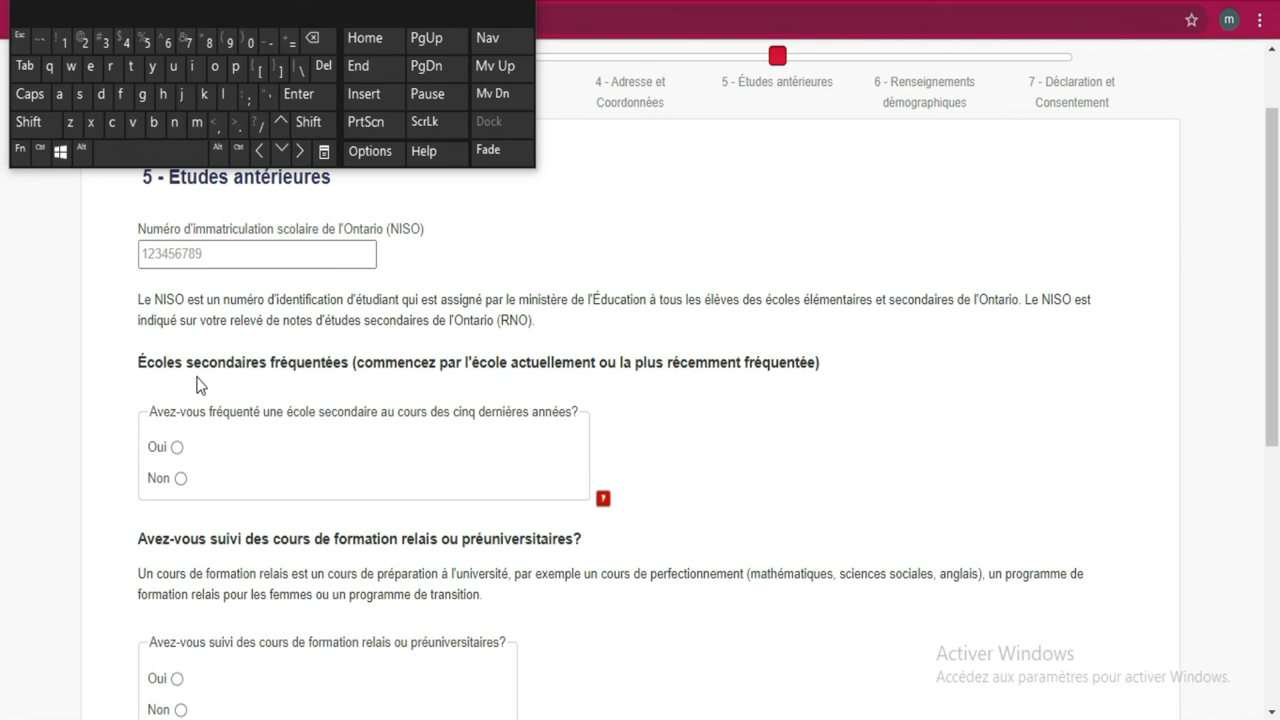 Esc ~` !1 @2 #3 $4 %5 ^6 &7 *8 (9 )0 _- += Home PgUp Nav
Tab q w e r t y u i o p {[ }] |\ Del End PgDn Mv Up
Caps a s d f g h j k l :; "' Enter Insert Pause Mv Dn
Shift z x c v b n m <, >. ?/ Shift PrtScn ScrLk Dock
Fn Ctrl Alt Alt Ctrl Options Help Fade
m
4 - Adresse et
Coordonnées
5 - Études antérieures
6 - Renseignements
démographiques
7 - Déclaration et
Consentement
5 - Études antérieures
Numéro d'immatriculation scolaire de l'Ontario (NISO)
123456789
Le NISO est un numéro d'identification d'étudiant qui est assigné par le ministère de l'Éducation à tous les élèves des écoles élémentaires et secondaires de l'Ontario. Le NISO est
indiqué sur votre relevé de notes d'études secondaires de l'Ontario (RNO).
Écoles secondaires fréquentées (commencez par l'école actuellement ou la plus récemment fréquentée)
Avez-vous fréquenté une école secondaire au cours des cinq dernières années?
Oui
Non
?
Avez-vous suivi des cours de formation relais ou préuniversitaires?
Un cours de formation relais est un cours de préparation à l'université, par exemple un cours de perfectionnement (mathématiques, sciences sociales, anglais), un programme de
formation relais pour les femmes ou un programme de transition.
Avez-vous suivi des cours de formation relais ou préuniversitaires?
Oui
Non
Activer Windows
Accédez aux paramètres pour activer Windows.